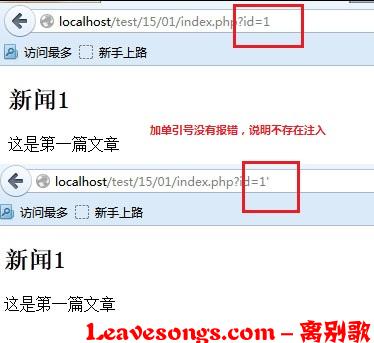 localhost/test/15/01/index.php?id=1
访问最多 新手上路
新闻1
加单引号没有报错，说明不存在注入
这是第一篇文章
localhost/test/15/01/index.php?id=1'
访问最多 新手上路
新闻1
这是第一篇文章
Leavesongs.com - 离别歌